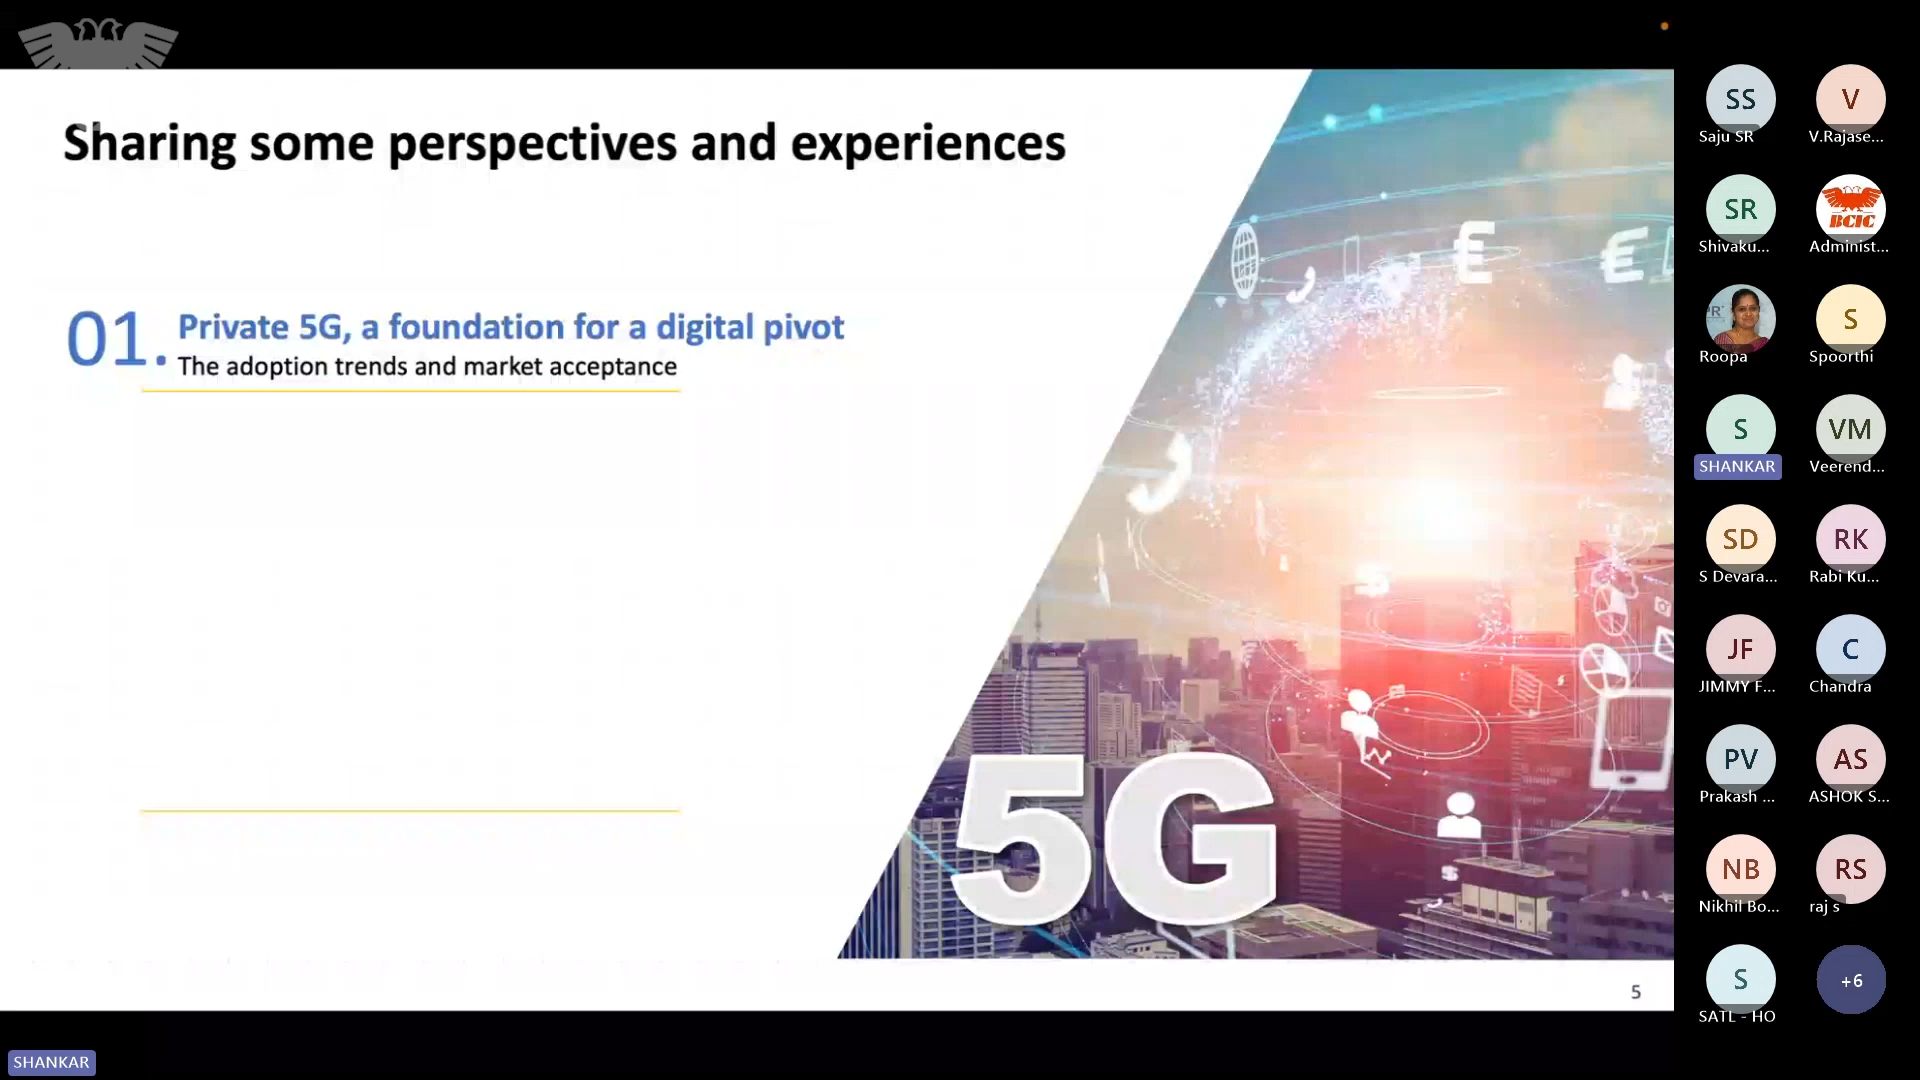 Sharing some perspectives and experiences
01.
Private 5G, a foundation for a digital pivot
The adoption trends and market acceptance
5G
5
SHANKAR
SS
Saju SR
V
V.Rajase...
SR
Shivaku...
BCIC
Administ...
Roopa
S
Spoorthi
S
SHANKAR
VM
Veerend...
SD
S Devara...
RK
Rabi Ku...
JF
JIMMY F...
C
Chandra
PV
Prakash ...
AS
ASHOK S...
NB
Nikhil Bo...
RS
raj s
S
SATL - HO
+6